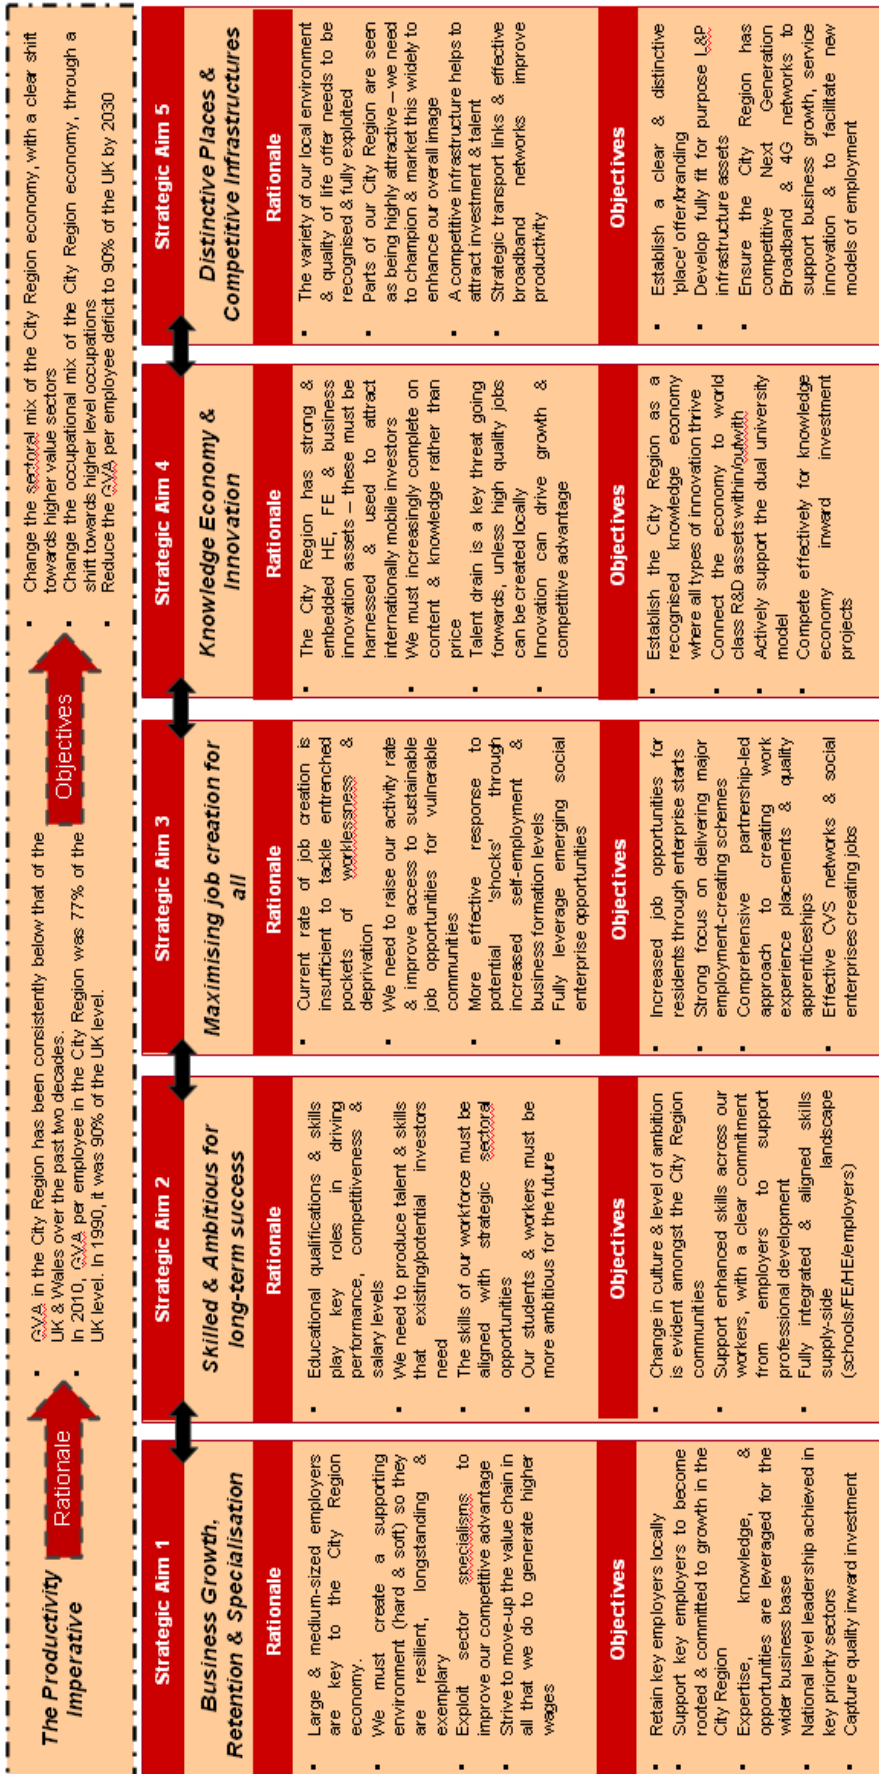 The Productivity
Imperative
Rationale
▪ GVA in the City Region has been consistently below that of the
UK & Wales over the past two decades.
▪ In 2010, GVA per employee in the City Region was 77% of the
UK level. In 1990, it was 90% of the UK level.
Objectives
▪ Change the sectoral mix of the City Region economy, with a clear shift
towards higher value sectors
▪ Change the occupational mix of the City Region economy, through a
shift towards higher level occupations
▪ Reduce the GVA per employee deficit to 90% of the UK by 2030
Strategic Aim 1
Business Growth,
Retention & Specialisation
Rationale
▪ Large & medium-sized employers
are key to the City Region
economy.
▪ We must create a supporting
environment (hard & soft) so they
are resilient, longstanding &
exemplary
▪ Exploit sector specialisms to
improve our competitive advantage
▪ Strive to move-up the value chain in
all that we do to generate higher
wages
Objectives
▪ Retain key employers locally
▪ Support key employers to become
rooted & committed to growth in the
City Region
▪ Expertise, knowledge, &
opportunities are leveraged for the
wider business base
▪ National level leadership achieved in
key priority sectors
▪ Capture quality inward investment
Strategic Aim 2
Skilled & Ambitious for
long-term success
Rationale
▪ Educational qualifications & skills
play key roles in driving
performance, competitiveness &
salary levels
▪ We need to produce talent & skills
that existing/potential investors
need
▪ The skills of our workforce must be
aligned with strategic sectoral
opportunities
▪ Our students & workers must be
more ambitious for the future
Objectives
▪ Change in culture & level of ambition
is evident amongst the City Region
communities
▪ Support enhanced skills across our
workers, with a clear commitment
from employers to support
professional development
▪ Fully integrated & aligned skills
supply-side landscape
(schools/FE/HE/employers)
Strategic Aim 3
Maximising job creation for
all
Rationale
▪ Current rate of job creation is
insufficient to tackle entrenched
pockets of worklessness &
deprivation
▪ We need to raise our activity rate
& improve access to sustainable
job opportunities for vulnerable
communities
▪ More effective response to
potential 'shocks' through
increased self-employment &
business formation levels
▪ Fully leverage emerging social
enterprise opportunities
Objectives
▪ Increased job opportunities for
residents through enterprise starts
▪ Strong focus on delivering major
employment-creating schemes
▪ Comprehensive partnership-led
approach to creating work
experience placements & quality
apprenticeships
▪ Effective CVS networks & social
enterprises creating jobs
Strategic Aim 4
Knowledge Economy &
Innovation
Rationale
▪ The City Region has strong &
embedded HE, FE & business
innovation assets – these must be
harnessed & used to attract
internationally mobile investors
▪ We must increasingly complete on
content & knowledge rather than
price
▪ Talent drain is a key threat going
forwards, unless high quality jobs
can be created locally
▪ Innovation can drive growth &
competitive advantage
Objectives
▪ Establish the City Region as a
recognised knowledge economy
where all types of innovation thrive
▪ Connect the economy to world
class R&D assets within/outwith
▪ Actively support the dual university
model
▪ Compete effectively for knowledge
economy inward investment
projects
Strategic Aim 5
Distinctive Places &
Competitive Infrastructures
Rationale
▪ The variety of our local environment
& quality of life offer needs to be
recognised & fully exploited
▪ Parts of our City Region are seen
as being highly attractive – we need
to champion & market this widely to
enhance our overall image
▪ A competitive infrastructure helps to
attract investment & talent
▪ Strategic transport links & effective
broadband networks improve
productivity
Objectives
▪ Establish a clear & distinctive
'place' offer/branding
▪ Develop fully fit for purpose L&P
infrastructure assets
▪ Ensure the City Region has
competitive Next Generation
Broadband & 4G networks to
support business growth, service
innovation & to facilitate new
models of employment